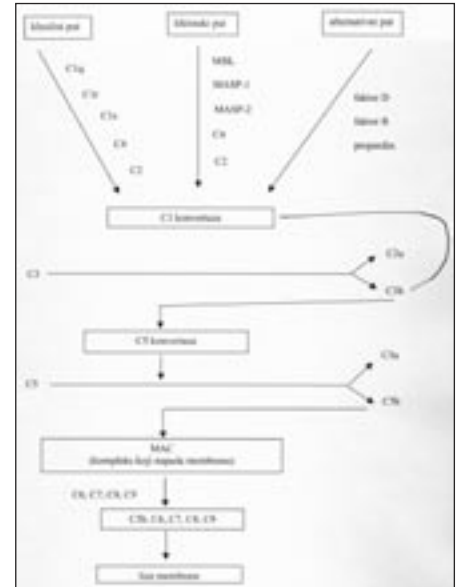 klasični put
lektinski put
alternativni put
C1q
C1r
C1s
C4
C2
MBL
MASP-1
MASP-2
C4
C2
faktor D
faktor B
properdin
C3 konvertaza
C3
C3a
C3b
C5 konvertaza
C5
C5a
C5b
MAC
(kompleks koji napada membranu)
C6, C7, C8, C9
C5b, C6, C7, C8, C9
liza membrane